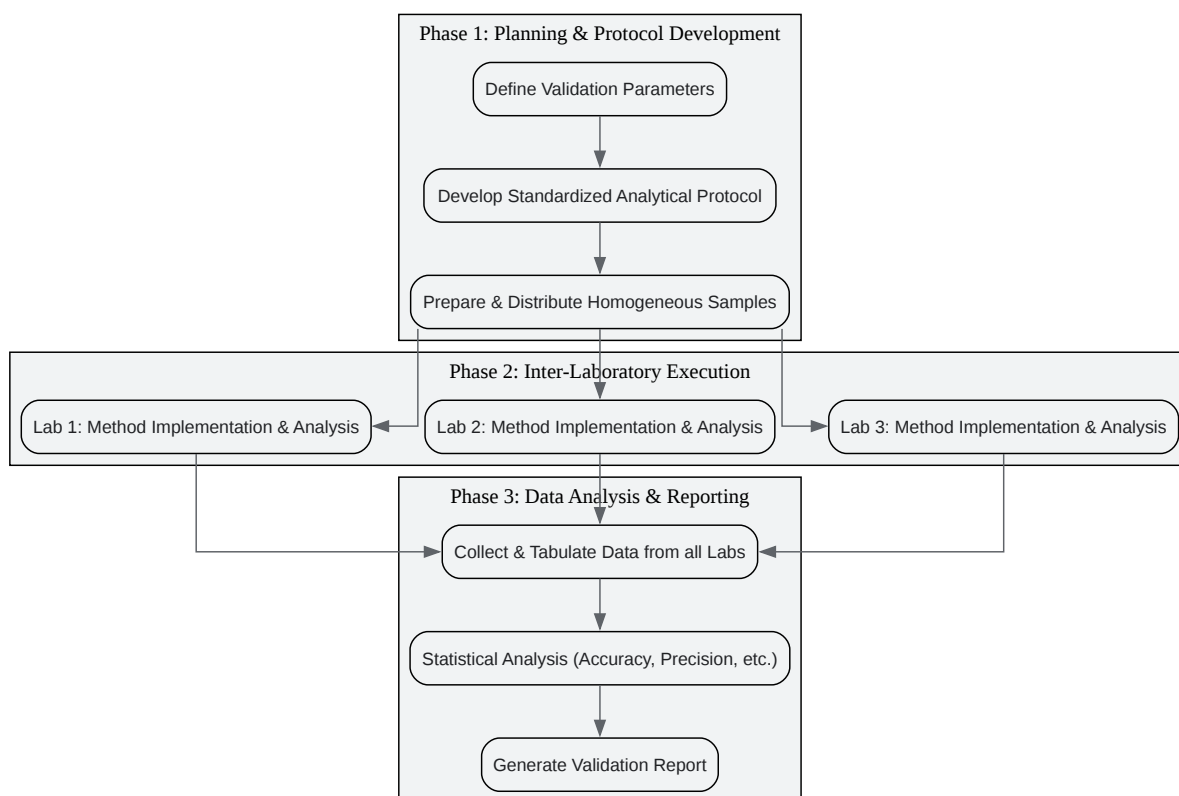 Phase 1: Planning & Protocol Development
Define Validation Parameters
Develop Standardized Analytical Protocol
Prepare & Distribute Homogeneous Samples
Phase 2: Inter-Laboratory Execution
Lab 1: Method Implementation & Analysis
Lab 2: Method Implementation & Analysis
Lab 3: Method Implementation & Analysis
Phase 3: Data Analysis & Reporting
Collect & Tabulate Data from all Labs
Statistical Analysis (Accuracy, Precision, etc.)
Generate Validation Report